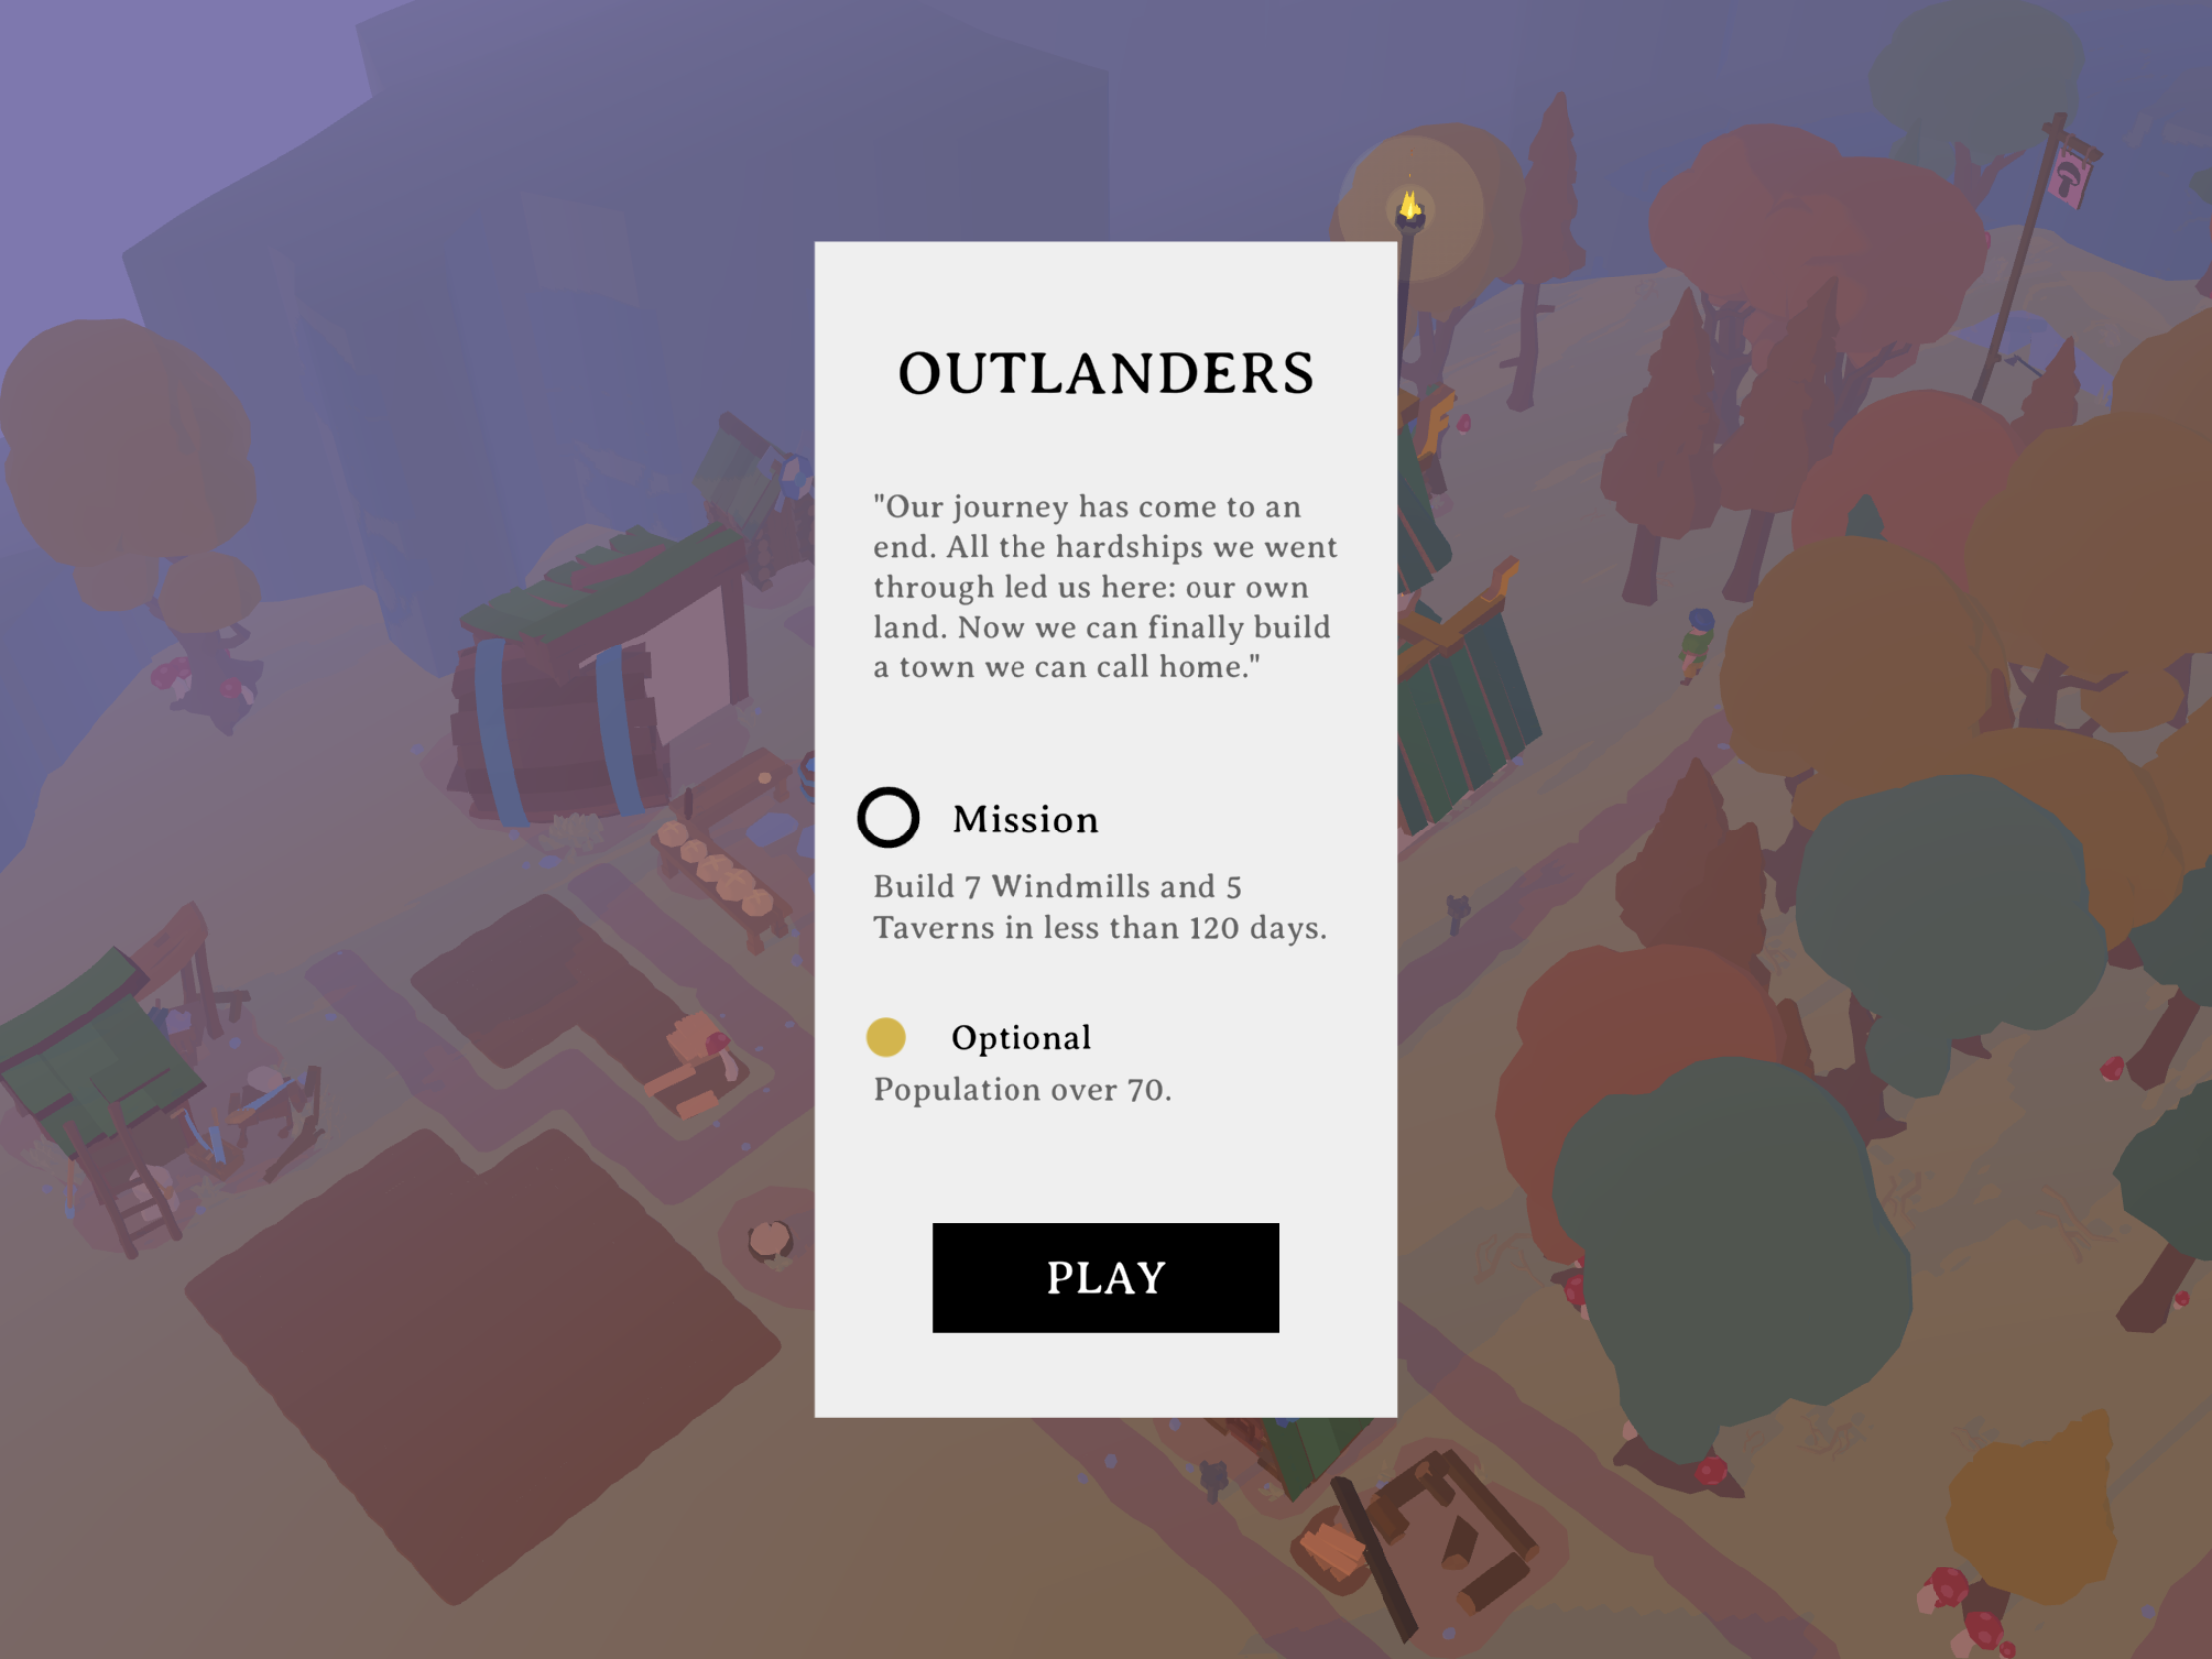 OUTLANDERS
"Our journey has come to an
end. All the hardships we went
through led us here: our own
land. Now we can finally build
a town we can call home."
Mission
Build 7 Windmills and 5
Taverns in less than 120 days.
Optional
Population over 70.
PLAY